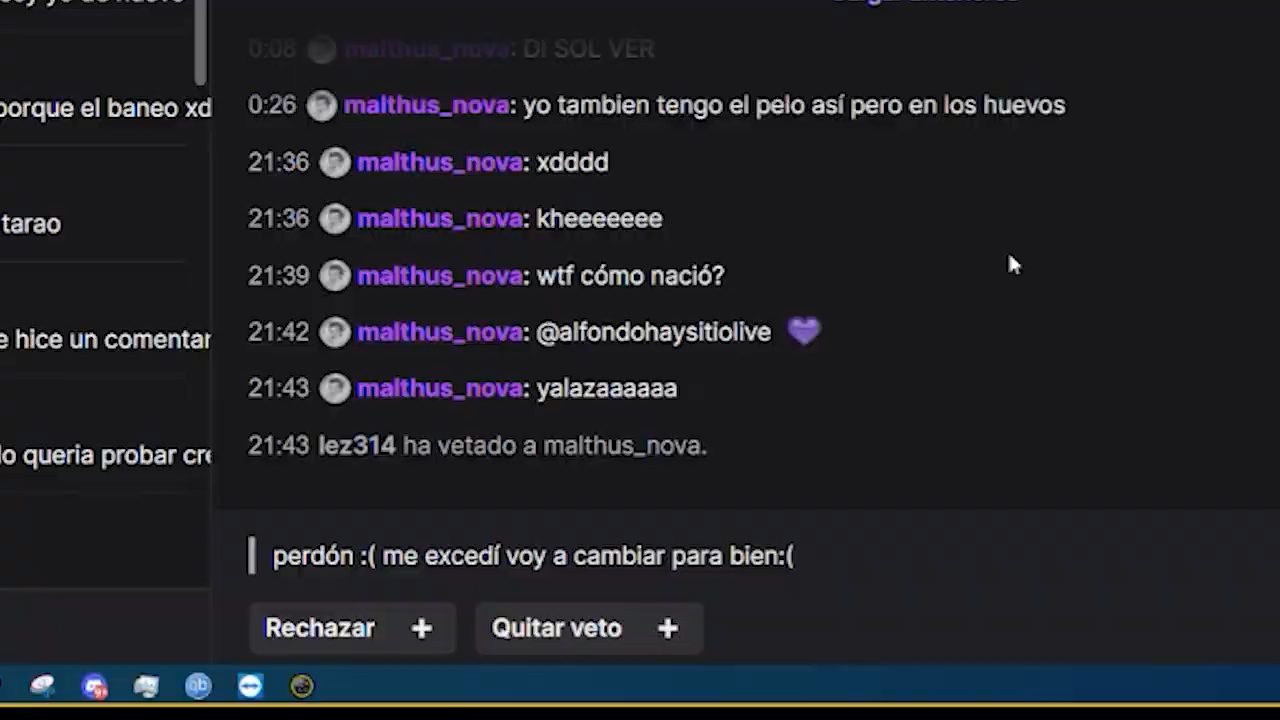 porque el baneo xd
tarao
e hice un comentar
lo queria probar cre
0:08 malthus_nova: DI SOL VER
0:26 malthus_nova: yo tambien tengo el pelo así pero en los huevos
21:36 malthus_nova: xdddd
21:36 malthus_nova: kheeeeeee
21:39 malthus_nova: wtf cómo nació?
21:42 malthus_nova: @alfondohaysitiolive 💜
21:43 malthus_nova: yalazaaaaaa
21:43 lez314 ha vetado a malthus_nova.
perdón :( me excedí voy a cambiar para bien:(
Rechazar +
Quitar veto +
qb